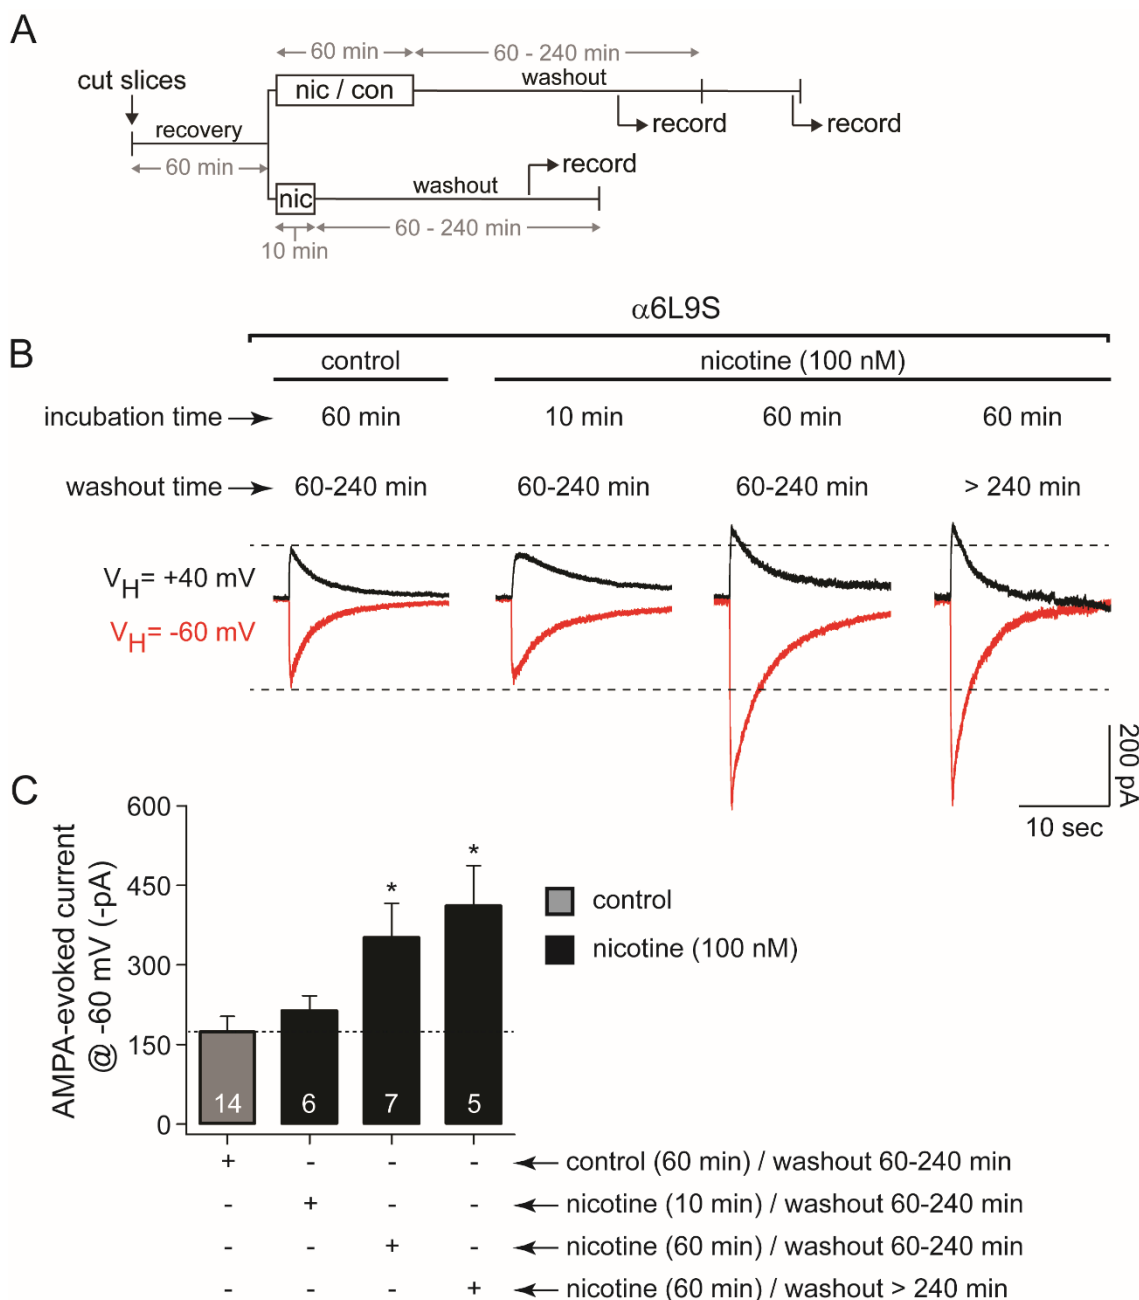 A
60 min
60 - 240 min
cut slices
nic / con
washout
recovery
record
record
60 min
record
nic
washout
10 min
60 - 240 min
α6L9S
B
control
nicotine (100 nM)
incubation time
60 min
10 min
60 min
60 min
washout time
60-240 min
60-240 min
60-240 min
> 240 min
VH= +40 mV
VH= -60 mV
200 pA
10 sec
C
AMPA-evoked current
@ -60 mV (-pA)
600
450
300
150
0
*
*
14
6
7
5
control
nicotine (100 nM)
+ - - - control (60 min) / washout 60-240 min
- + - - nicotine (10 min) / washout 60-240 min
- - + - nicotine (60 min) / washout 60-240 min
- - - + nicotine (60 min) / washout > 240 min